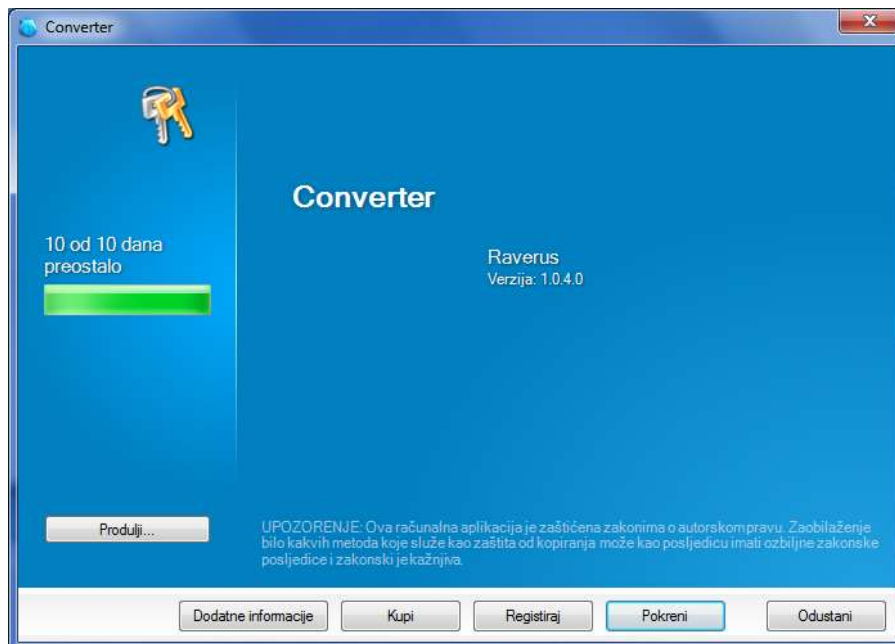 Converter
Converter
10 od 10 dana
preostalo
Raverus
Verzija: 1.0.4.0
Produlji...
UPOZORENJE: Ova računalna aplikacija je zaštićena zakonima o autorskom pravu. Zaobilaženje
bilo kakvih metoda koje služe kao zaštita od kopiranja može kao posljedicu imati ozbiljne zakonske
posljedice i zakonski je kažnjiva.
Dodatne informacije
Kupi
Registiraj
Pokreni
Odustani